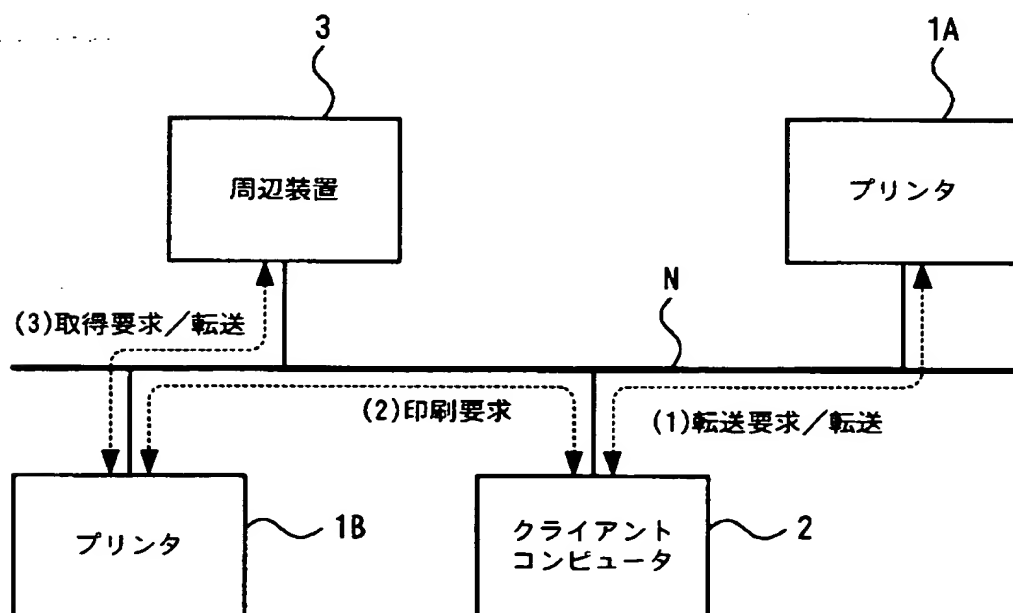 3
1A
周辺装置
プリンタ
N
(3)取得要求／転送
(2)印刷要求
(1)転送要求／転送
プリンタ
1B
クライアント
コンピュータ
2